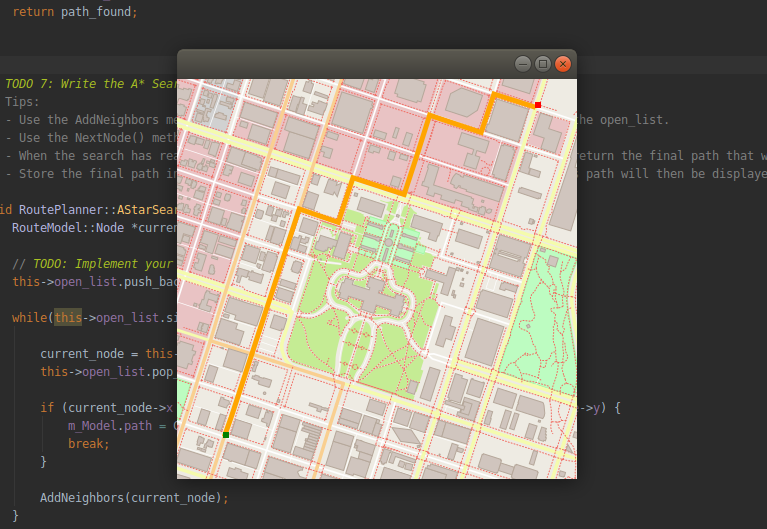 return path_found;
TODO 7: Write the A* Sear
Tips:
- Use the AddNeighbors me he open_list.
- Use the NextNode() meth
- When the search has rea return the final path that w
- Store the final path in path will then be displaye
id RoutePlanner::AStarSear
RouteModel::Node *curren
// TODO: Implement your
this->open_list.push_bac
while(this->open_list.si
current_node = this-
this->open_list.pop
if (current_node->x >y) {
m_Model.path = C
break;
}
AddNeighbors(current_node);
}